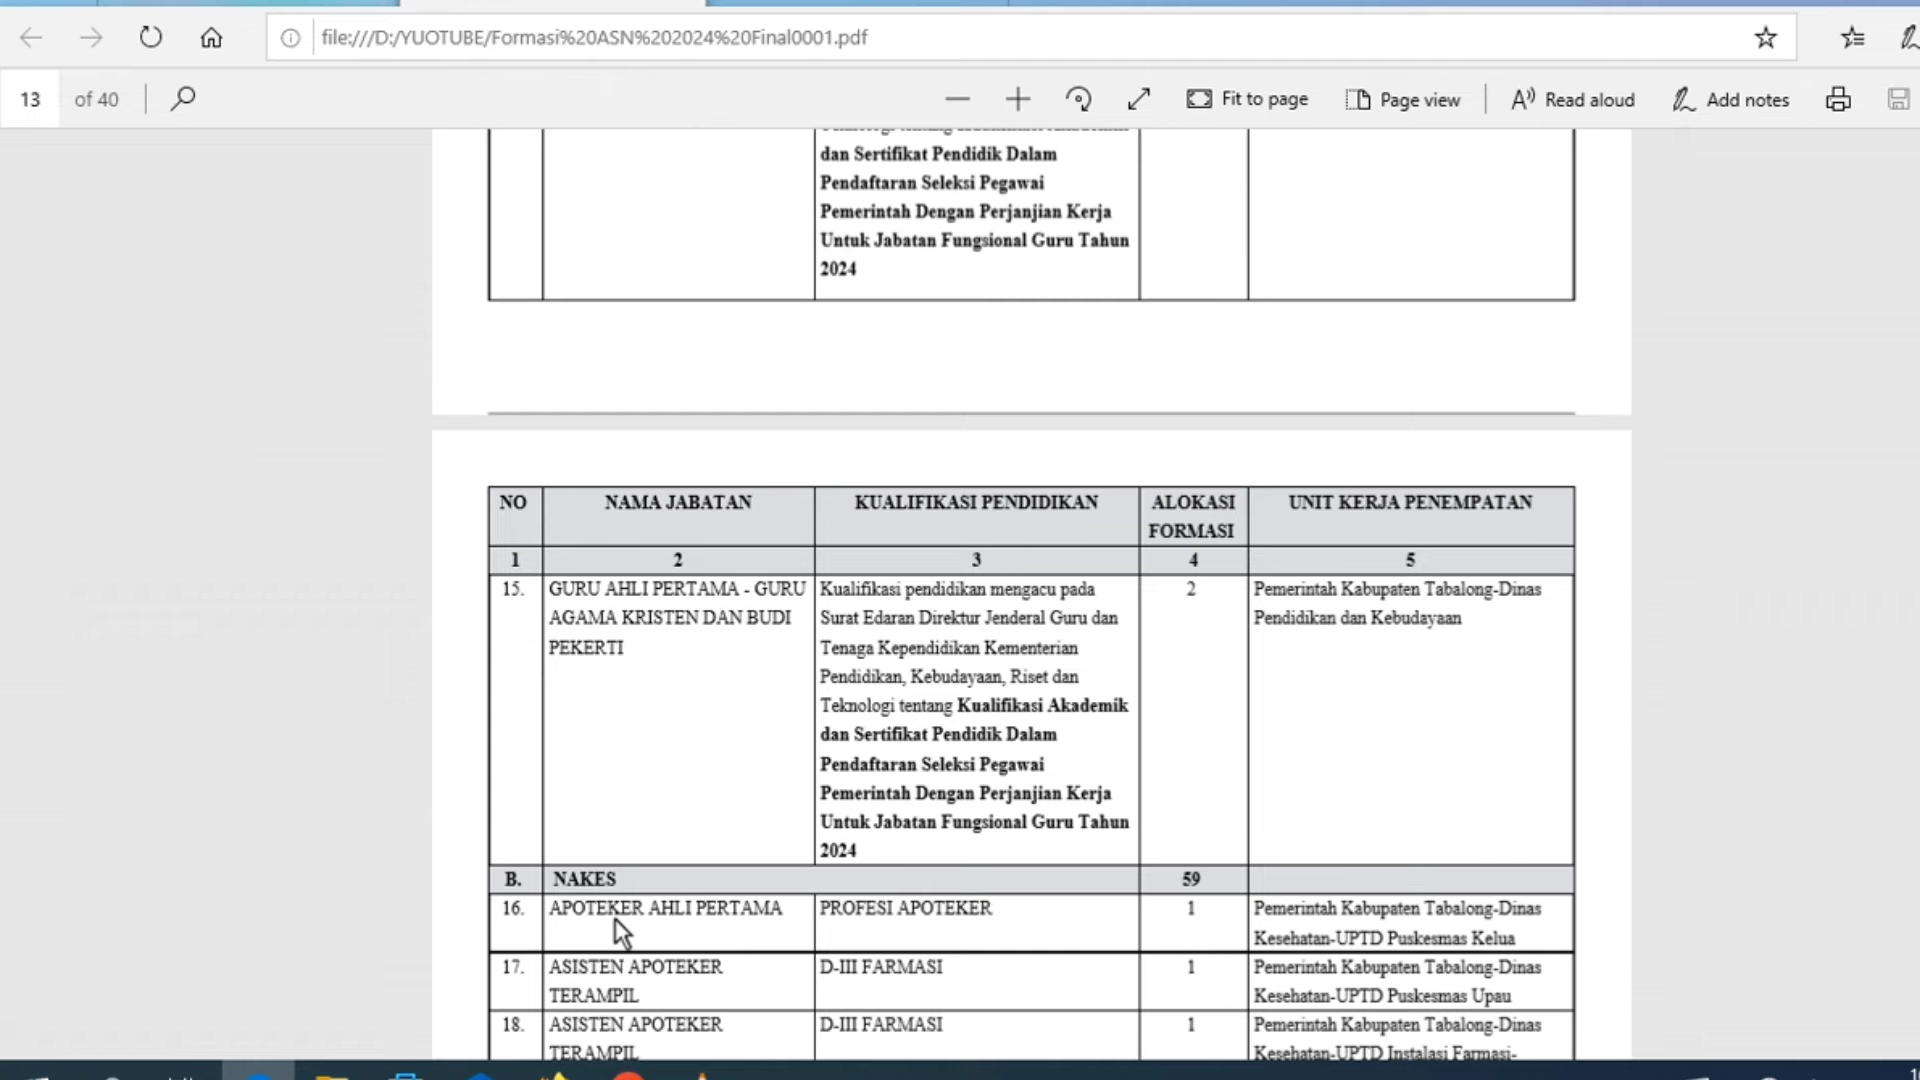 file:///D:/YUOTUBE/Formasi%20ASN%202024%20Final0001.pdf
13 of 40
Fit to page
Page view
Read aloud
Add notes
dan Sertifikat Pendidik Dalam
Pendaftaran Seleksi Pegawai
Pemerintah Dengan Perjanjian Kerja
Untuk Jabatan Fungsional Guru Tahun
2024
NO NAMA JABATAN KUALIFIKASI PENDIDIKAN ALOKASI UNIT KERJA PENEMPATAN
FORMASI
1 2 3 4 5
15. GURU AHLI PERTAMA - GURU Kualifikasi pendidikan mengacu pada 2 Pemerintah Kabupaten Tabalong-Dinas
AGAMA KRISTEN DAN BUDI Surat Edaran Direktur Jenderal Guru dan Pendidikan dan Kebudayaan
PEKERTI Tenaga Kependidikan Kementerian
Pendidikan, Kebudayaan, Riset dan
Teknologi tentang Kualifikasi Akademik
dan Sertifikat Pendidik Dalam
Pendaftaran Seleksi Pegawai
Pemerintah Dengan Perjanjian Kerja
Untuk Jabatan Fungsional Guru Tahun
2024
B. NAKES 59
16. APOTEKER AHLI PERTAMA PROFESI APOTEKER 1 Pemerintah Kabupaten Tabalong-Dinas
Kesehatan-UPTD Puskesmas Kelua
17. ASISTEN APOTEKER D-III FARMASI 1 Pemerintah Kabupaten Tabalong-Dinas
TERAMPIL Kesehatan-UPTD Puskesmas Upau
18. ASISTEN APOTEKER D-III FARMASI 1 Pemerintah Kabupaten Tabalong-Dinas
TERAMPIL Kesehatan-UPTD Instalasi Farmasi-